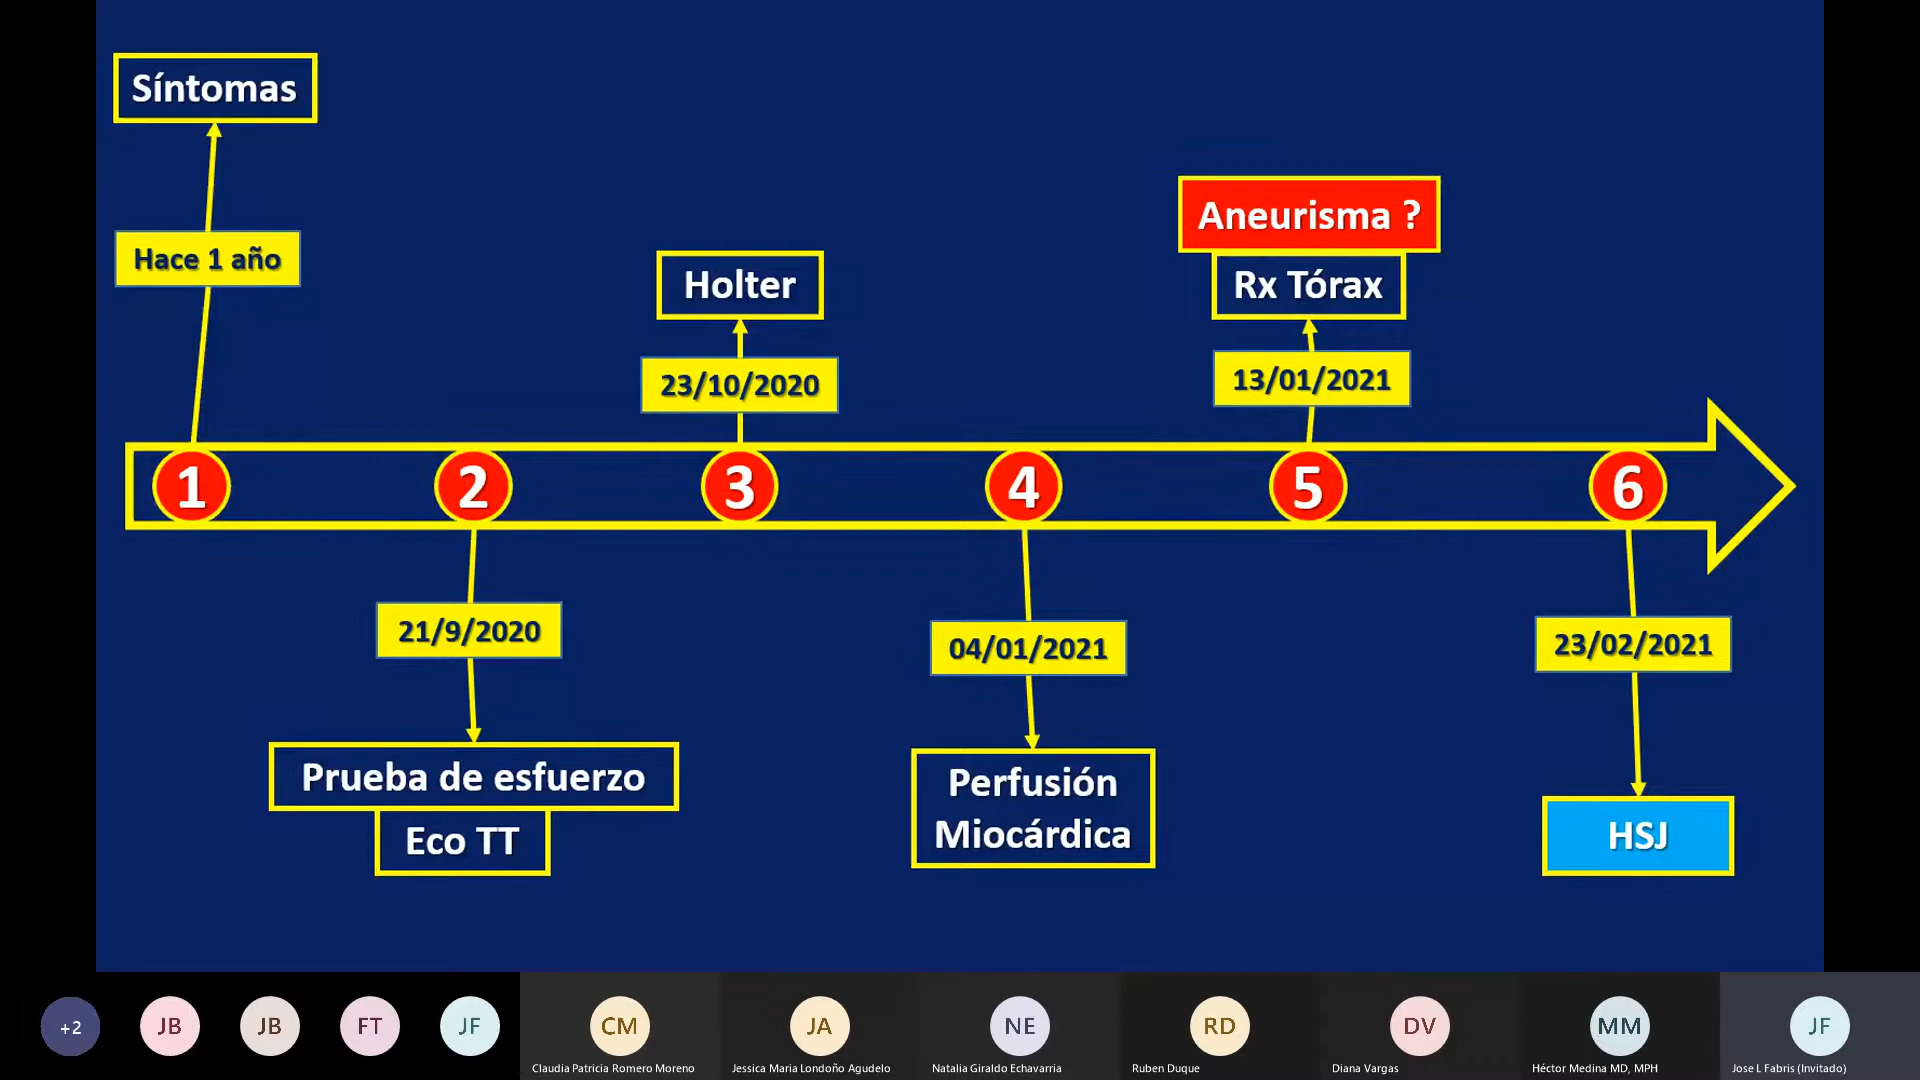 Síntomas
Hace 1 año
Holter
23/10/2020
Aneurisma ?
Rx Tórax
13/01/2021
1
2
3
4
5
6
21/9/2020
Prueba de esfuerzo
Eco TT
04/01/2021
Perfusión
Miocárdica
23/02/2021
HSJ
+2
JB
JB
FT
JF
CM
Claudia Patricia Romero Moreno
JA
Jessica Maria Londoño Agudelo
NE
Natalia Giraldo Echavarria
RD
Ruben Duque
DV
Diana Vargas
MM
Héctor Medina MD, MPH
JF
Jose L Fabris (Invitado)